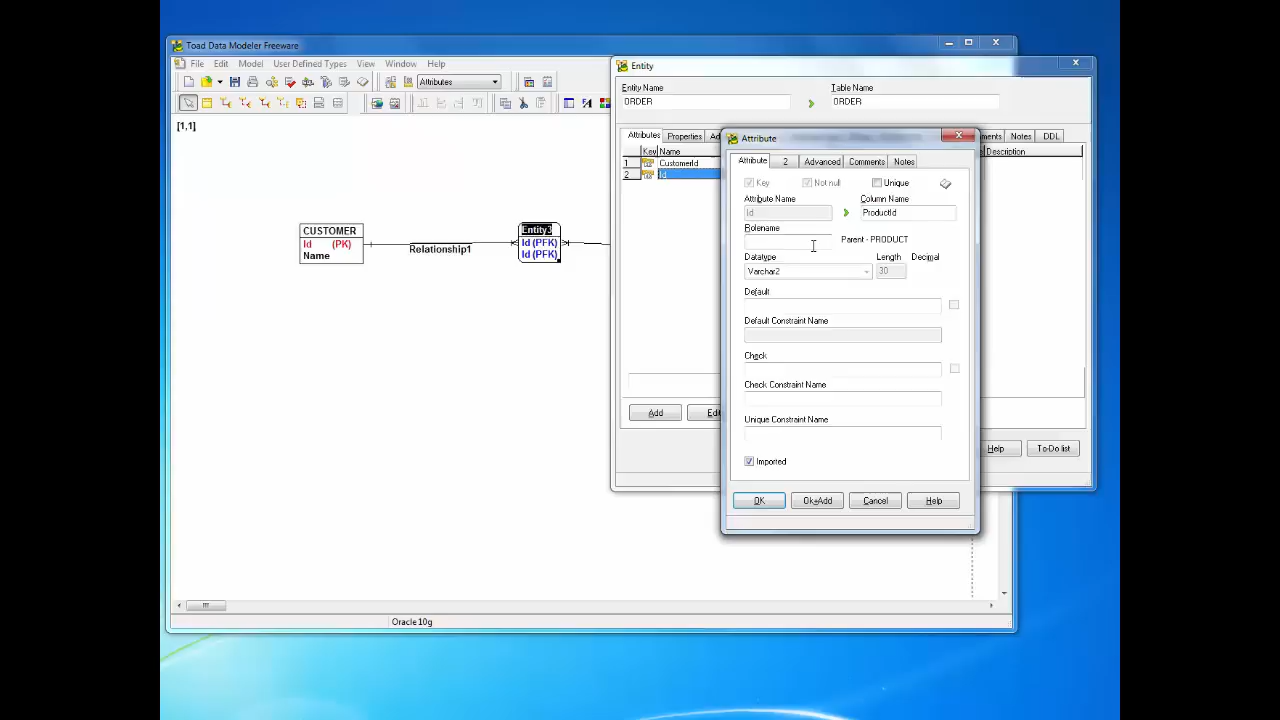 Toad Data Modeler Freeware
File Edit Model User Defined Types View Window Help
Attributes
[1,1]
CUSTOMER
Id (PK)
Name
Relationship1
Entity3
Id (PFK)
Id (PFK)
Oracle 10g
Entity
Entity Name
Table Name
ORDER
ORDER
Attributes Properties Notes DDL
Key Name
Description
1 CustomerId
2 Id
Add
Help
To-Do list
Attribute
Attribute 2 Advanced Comments Notes
Key Not null Unique
Attribute Name
Column Name
Id
ProductId
Rolename
Parent - PRODUCT
Datatype Length Decimal
Varchar2 30
Default
Default Constraint Name
Check
Check Constraint Name
Unique Constraint Name
Imported
OK Ok+Add Cancel Help